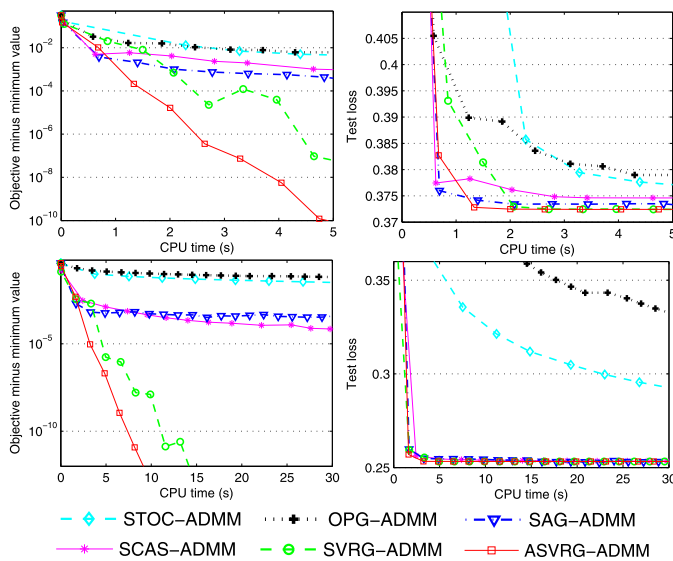 Objective minus minimum value
10^-2
10^-4
10^-6
10^-8
10^-10
0 1 2 3 4 5
CPU time (s)
Test loss
0.405
0.4
0.395
0.39
0.385
0.38
0.375
0.37
0 1 2 3 4 5
CPU time (s)
Objective minus minimum value
10^-5
10^-10
0 5 10 15 20 25 30
CPU time (s)
Test loss
0.35
0.3
0.25
0 5 10 15 20 25 30
CPU time (s)
STOC-ADMM OPG-ADMM SAG-ADMM
SCAS-ADMM SVRG-ADMM ASVRG-ADMM